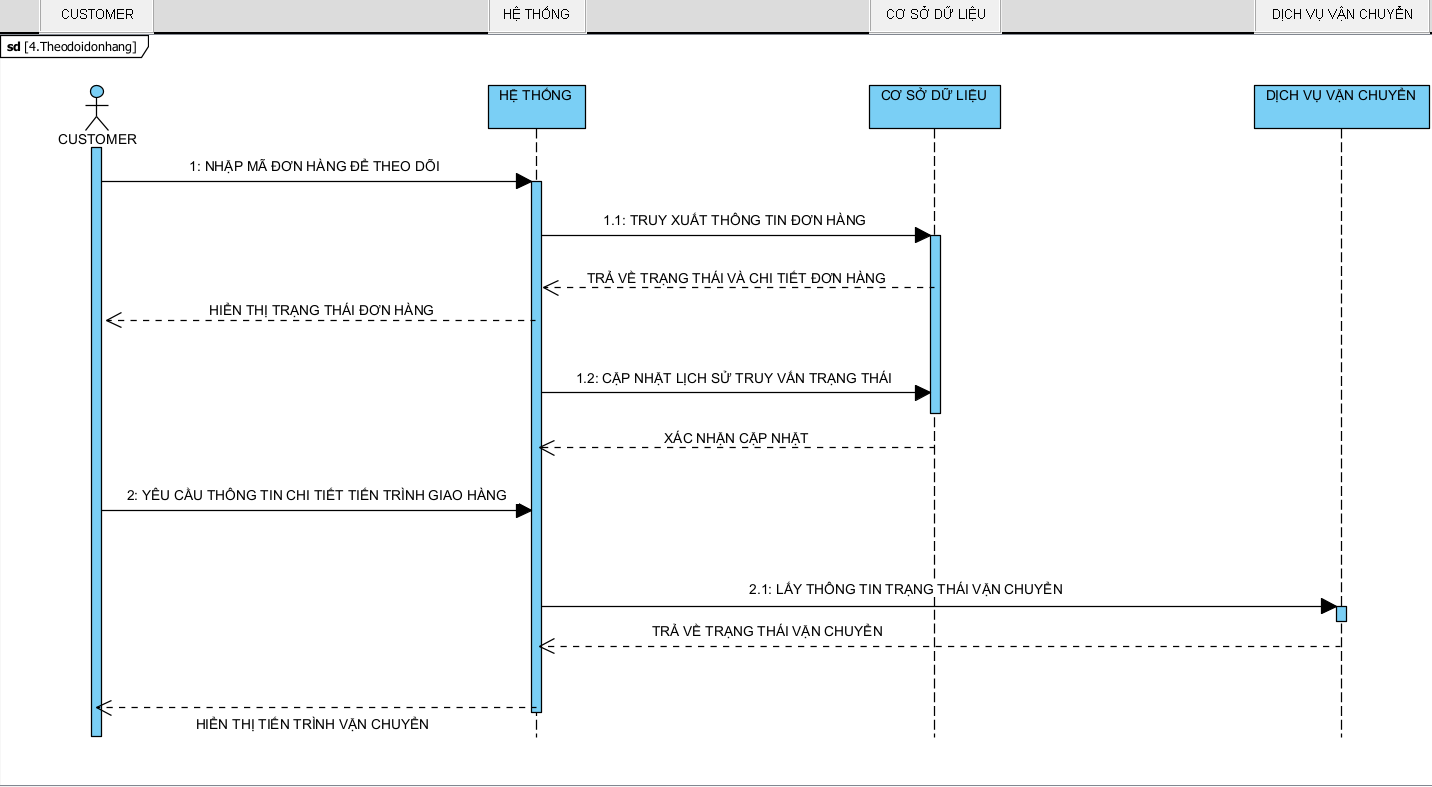 CUSTOMER
HỆ THỐNG
CƠ SỞ DỮ LIỆU
DỊCH VỤ VẬN CHUYỂN
sd [4.Theodoidonhang]
HỆ THỐNG
CƠ SỞ DỮ LIỆU
DỊCH VỤ VẬN CHUYỂN
CUSTOMER
1: NHẬP MÃ ĐƠN HÀNG ĐỂ THEO DÕI
1.1: TRUY XUẤT THÔNG TIN ĐƠN HÀNG
TRẢ VỀ TRẠNG THÁI VÀ CHI TIẾT ĐƠN HÀNG
HIỂN THỊ TRẠNG THÁI ĐƠN HÀNG
1.2: CẬP NHẬT LỊCH SỬ TRUY VẤN TRẠNG THÁI
XÁC NHẬN CẬP NHẬT
2: YÊU CẦU THÔNG TIN CHI TIẾT TIẾN TRÌNH GIAO HÀNG
2.1: LẤY THÔNG TIN TRẠNG THÁI VẬN CHUYỂN
TRẢ VỀ TRẠNG THÁI VẬN CHUYỂN
HIỂN THỊ TIẾN TRÌNH VẬN CHUYỂN